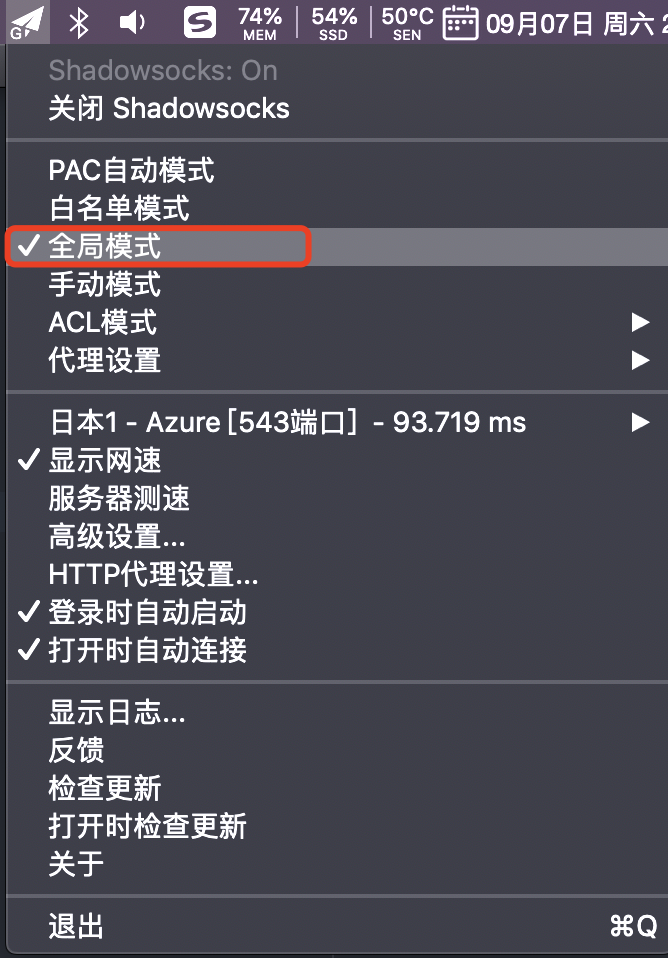 G
S
74% 54% 50°C 09月07日 周六
MEM SSD SEN
Shadowsocks: On
关闭 Shadowsocks
PAC自动模式
白名单模式
✓ 全局模式
手动模式
ACL模式 ▶
代理设置 ▶
日本1 - Azure [543端口] - 93.719 ms ▶
✓ 显示网速
服务器测速
高级设置...
HTTP代理设置...
✓ 登录时自动启动
✓ 打开时自动连接
显示日志...
反馈
检查更新
打开时检查更新
关于
退出 ⌘Q